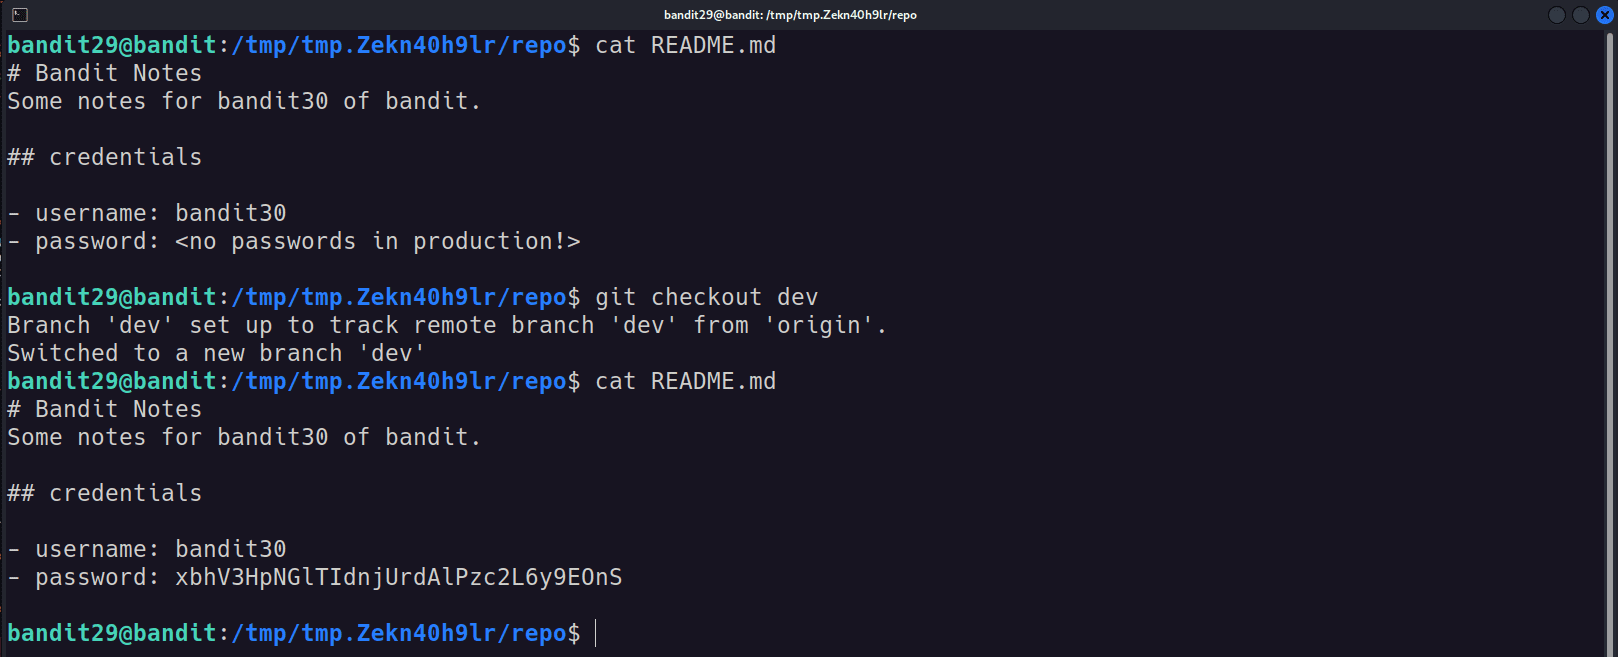 bandit29@bandit: /tmp/tmp.Zekn40h9lr/repo
bandit29@bandit:/tmp/tmp.Zekn40h9lr/repo$ cat README.md
# Bandit Notes
Some notes for bandit30 of bandit.
## credentials
- username: bandit30
- password: <no passwords in production!>
bandit29@bandit:/tmp/tmp.Zekn40h9lr/repo$ git checkout dev
Branch 'dev' set up to track remote branch 'dev' from 'origin'.
Switched to a new branch 'dev'
bandit29@bandit:/tmp/tmp.Zekn40h9lr/repo$ cat README.md
# Bandit Notes
Some notes for bandit30 of bandit.
## credentials
- username: bandit30
- password: xbhV3HpNGlTIdnjUrdAlPzc2L6y9EOnS
bandit29@bandit:/tmp/tmp.Zekn40h9lr/repo$